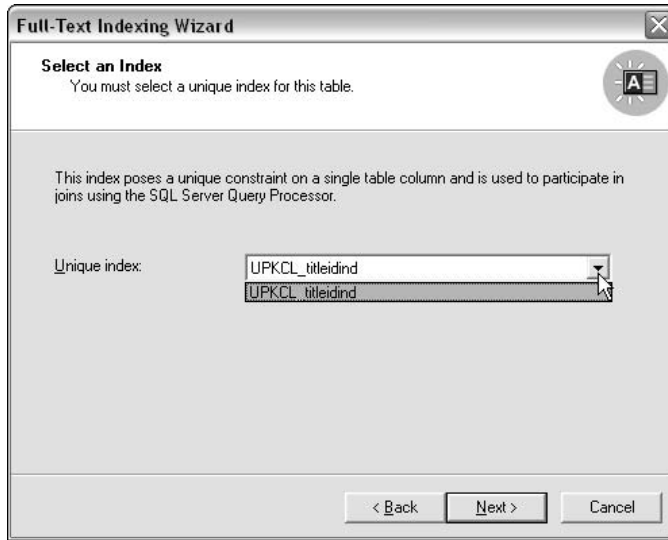 Full-Text Indexing Wizard
Select an Index
You must select a unique index for this table.
This index poses a unique constraint on a single table column and is used to participate in
joins using the SQL Server Query Processor.
Unique index:
UPKCL_titleidind
UPKCL_titleidind
< Back
Next >
Cancel